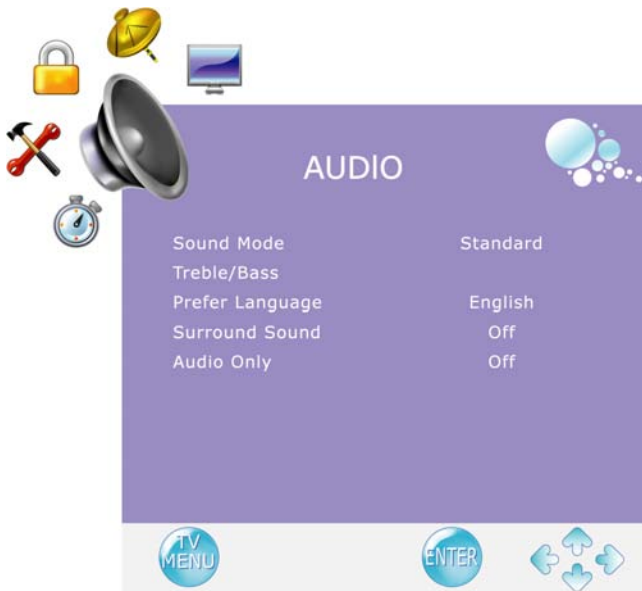 AUDIO
Sound Mode Standard
Treble/Bass
Prefer Language English
Surround Sound Off
Audio Only Off
TV
MENU
ENTER